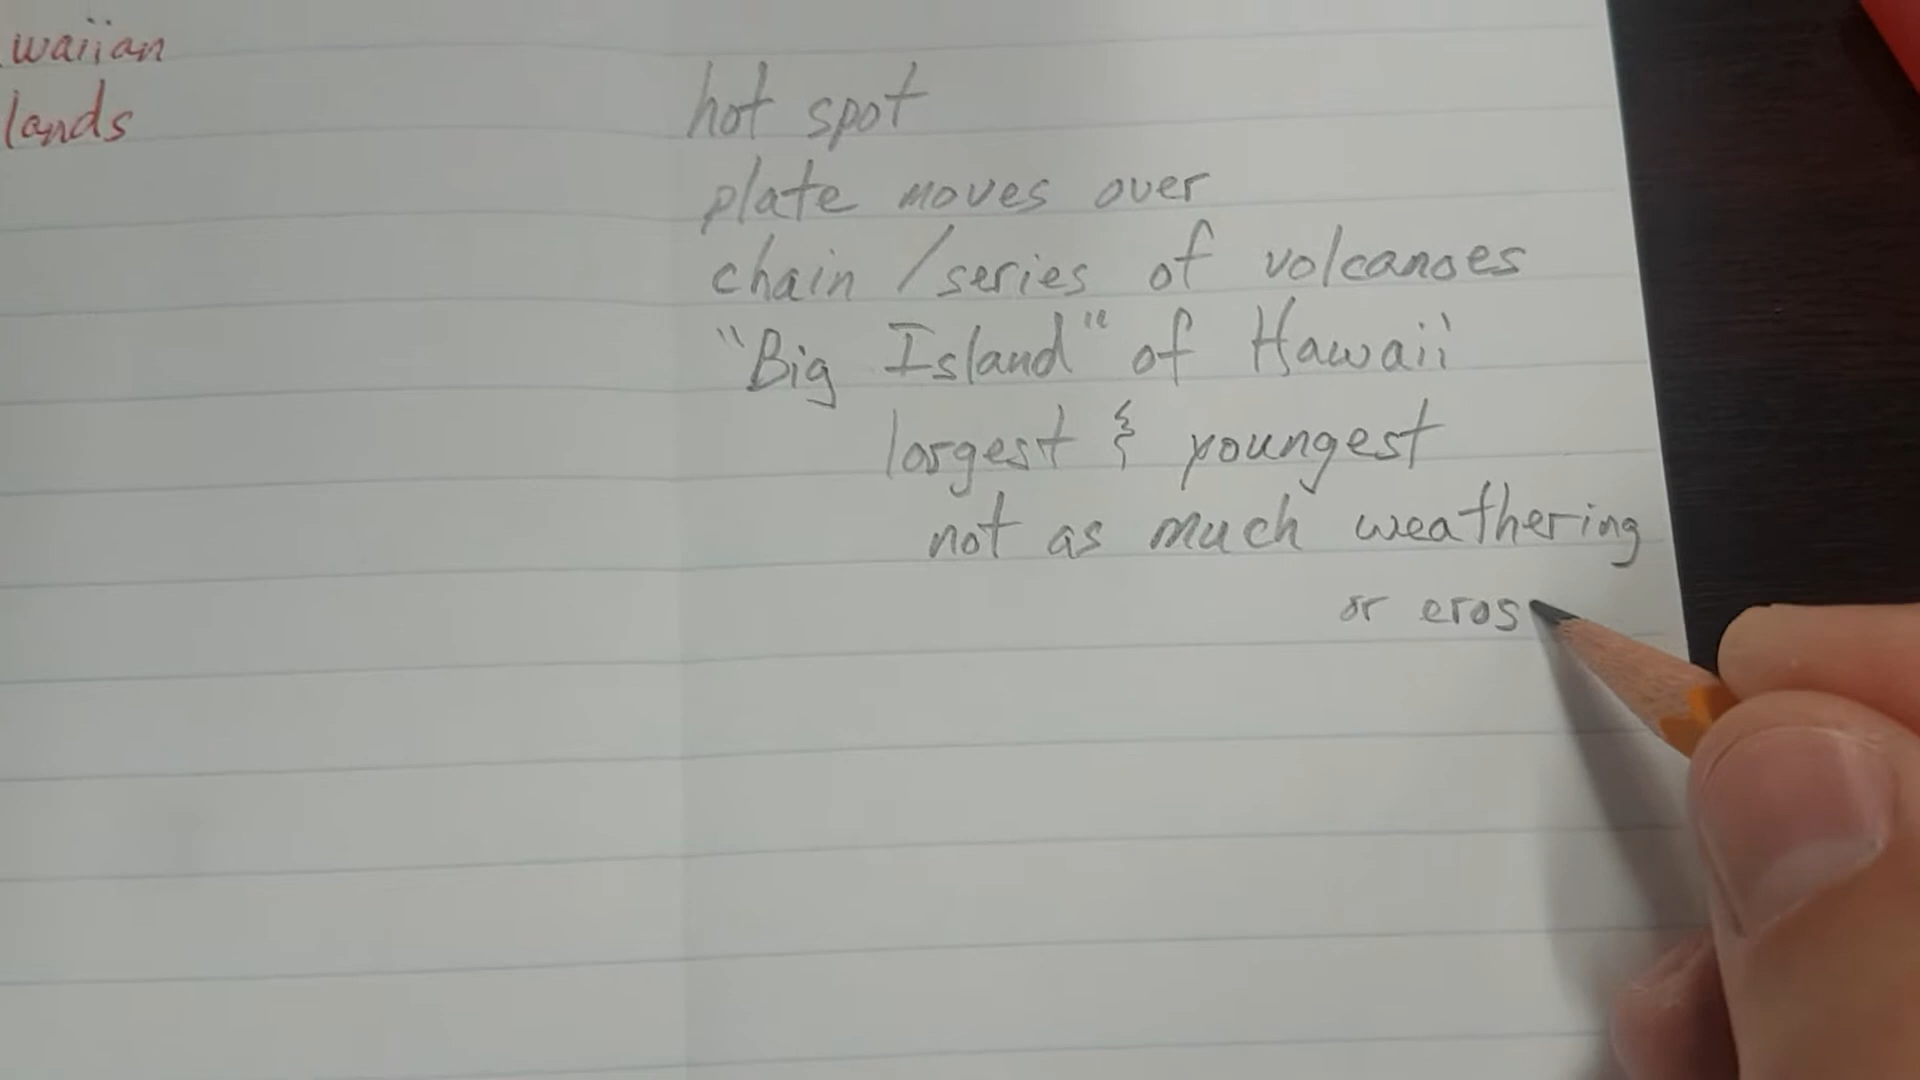 waiian
lands
hot spot
plate moves over
chain / series of volcanoes
"Big Island" of Hawaii
largest & youngest
not as much weathering
or eros